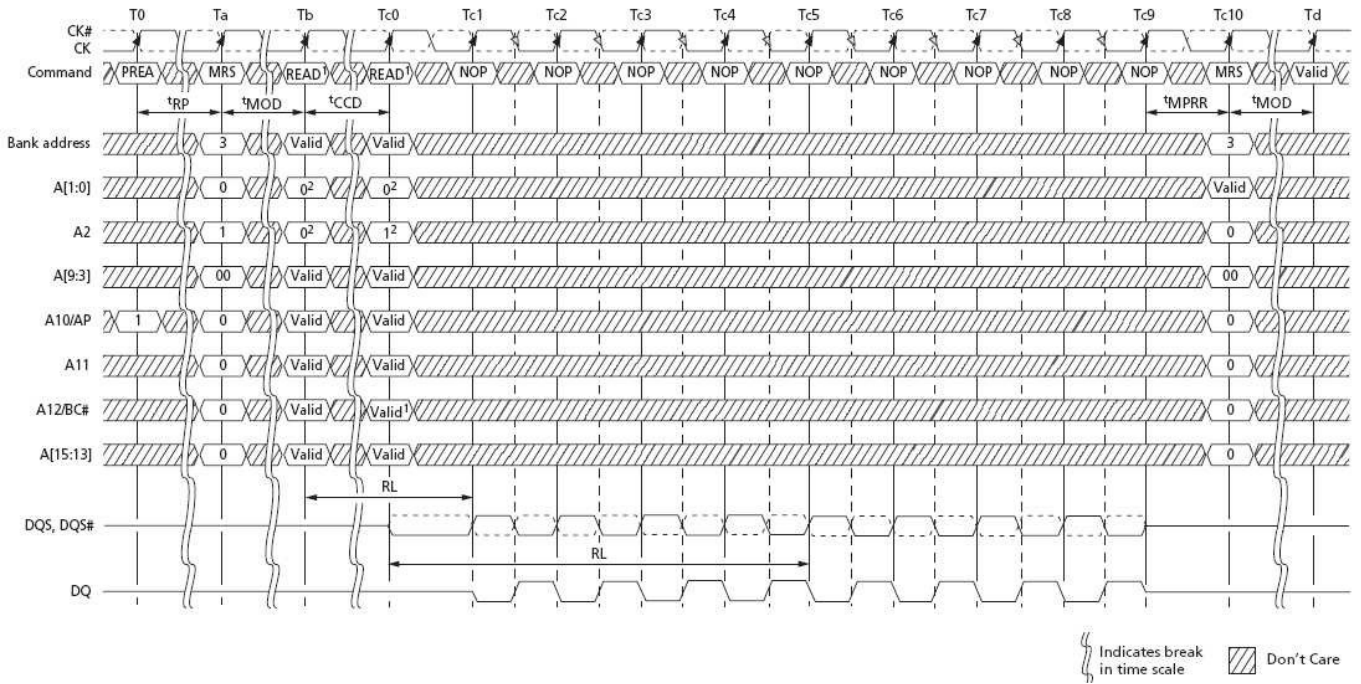 T0 Ta Tb Tc0 Tc1 Tc2 Tc3 Tc4 Tc5 Tc6 Tc7 Tc8 Tc9 Tc10 Td
CK#
CK
Command PREA MRS READ¹ READ¹ NOP NOP NOP NOP NOP NOP NOP NOP NOP MRS Valid
tRP tMOD tCCD tMPRR tMOD
Bank address 3 Valid Valid 3
A[1:0] 0 0² 0² Valid
A2 1 0² 1² 0
A[9:3] 00 Valid Valid 00
A10/AP 1 0 Valid Valid 0
A11 0 Valid Valid 0
A12/BC# 0 Valid Valid¹ 0
A[15:13] 0 Valid Valid 0
RL
DQS, DQS#
RL
DQ
Indicates break
in time scale
Don't Care